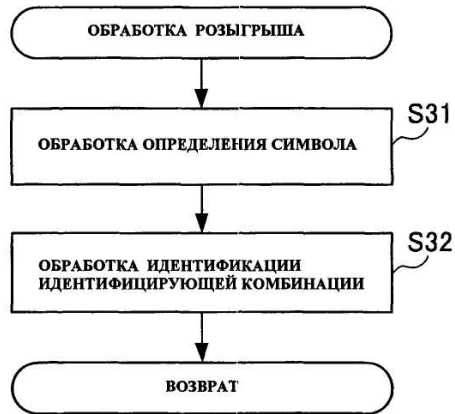 ОБРАБОТКА РОЗЫГРЫША
S31
ОБРАБОТКА ОПРЕДЕЛЕНИЯ СИМВОЛА
S32
ОБРАБОТКА ИДЕНТИФИКАЦИИ
ИДЕНТИФИЦИРУЮЩЕЙ КОМБИНАЦИИ
ВОЗВРАТ